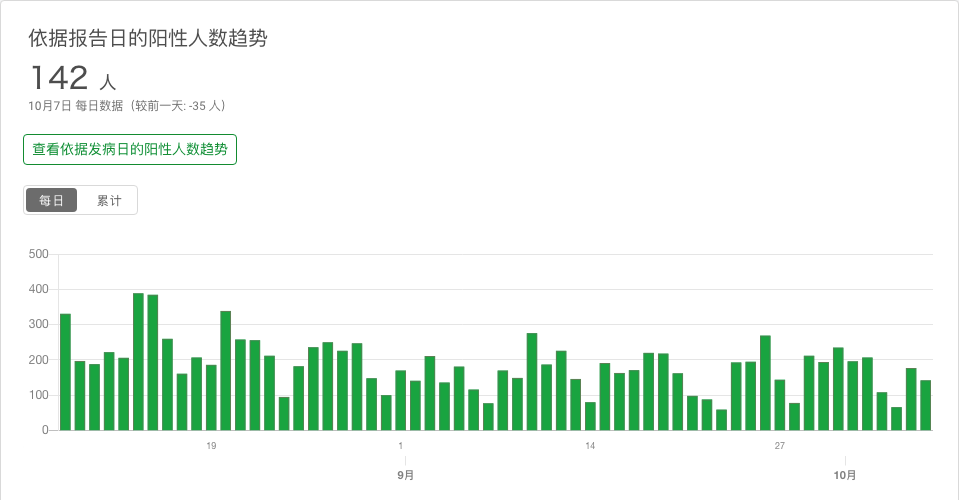 依据报告日的阳性人数趋势
142 人
10月7日 每日数据（较前一天: -35 人）
查看依据发病日的阳性人数趋势
每日 累计
500
400
300
200
100
0
19 1 14 27
9月 10月